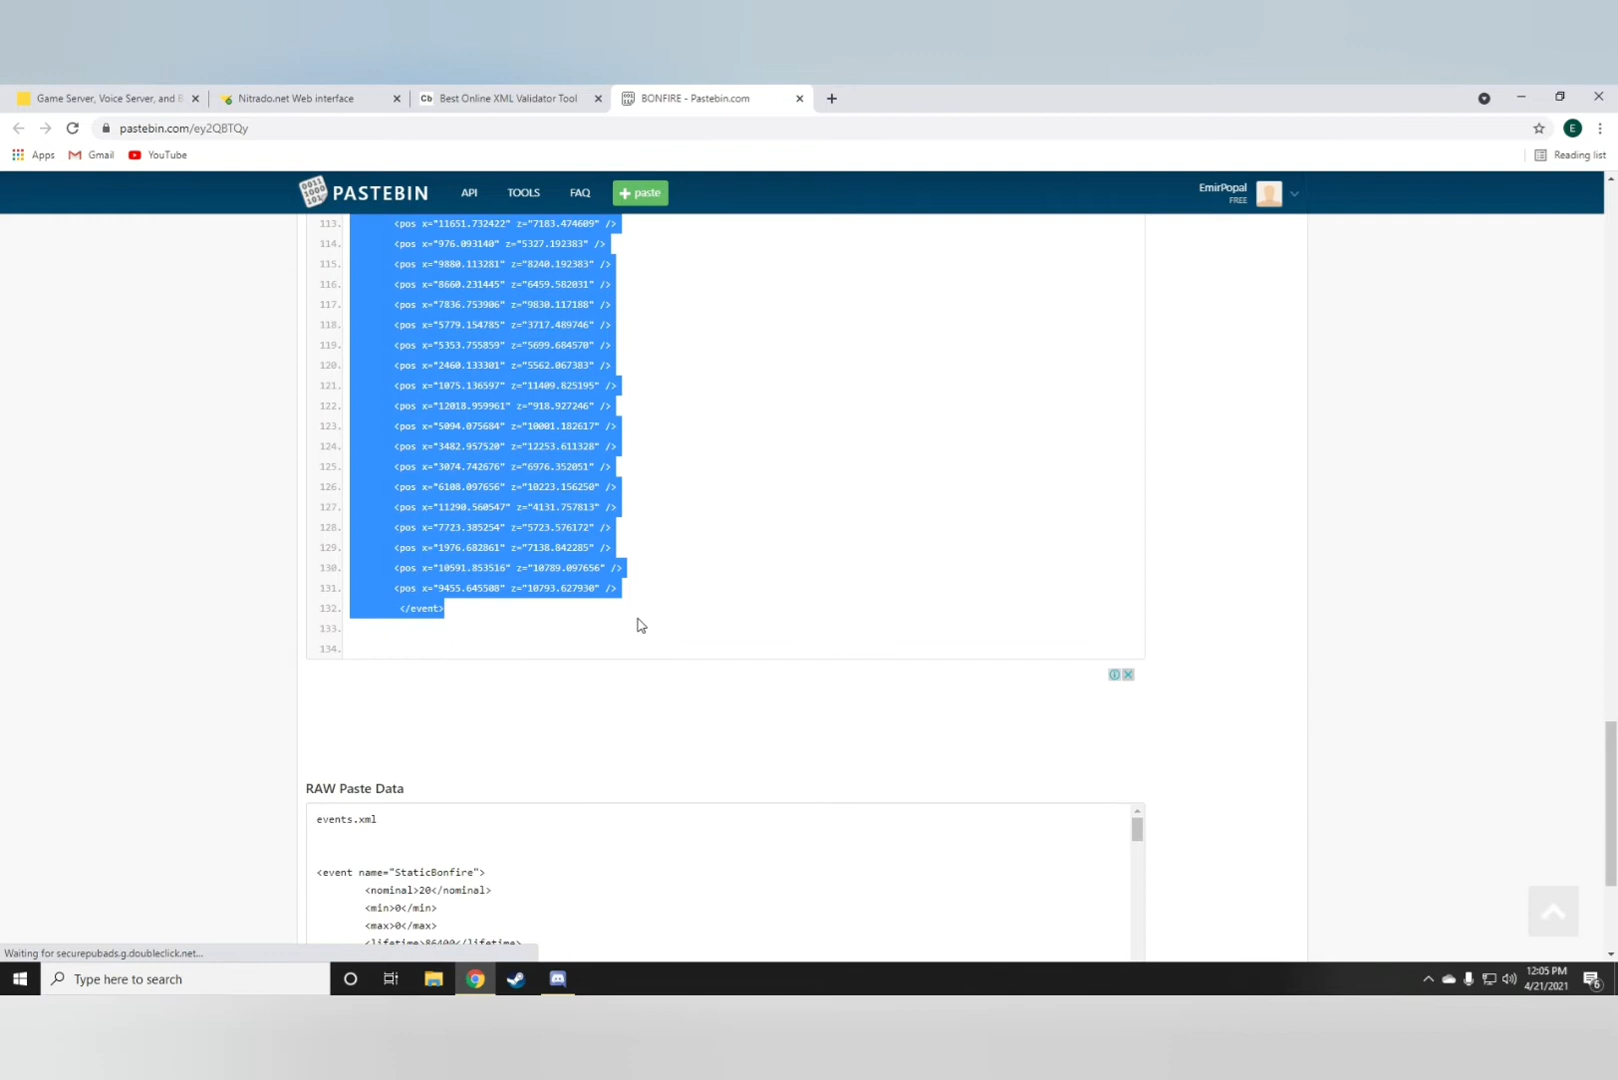 Game Server, Voice Server, and B
Nitrado.net Web interface
Cb Best Online XML Validator Tool
BONFIRE - Pastebin.com
pastebin.com/ey2QBTQy
E
Apps
Gmail
YouTube
Reading list
PASTEBIN
API
TOOLS
FAQ
+ paste
EmirPopal
FREE
113. <pos x="11651.732422" z="7183.474609" />
114. <pos x="976.093140" z="5327.192383" />
115. <pos x="9880.113281" z="8240.192383" />
116. <pos x="8660.231445" z="6459.582031" />
117. <pos x="7836.753906" z="9830.117188" />
118. <pos x="5779.154785" z="3717.489746" />
119. <pos x="5353.755859" z="5699.684570" />
120. <pos x="2460.133301" z="5562.067383" />
121. <pos x="1075.136597" z="11409.825195" />
122. <pos x="12018.959961" z="918.927246" />
123. <pos x="5094.075684" z="10001.182617" />
124. <pos x="3482.957520" z="12253.611328" />
125. <pos x="3074.742676" z="6976.352051" />
126. <pos x="6108.097656" z="10223.156250" />
127. <pos x="11290.560547" z="4131.757813" />
128. <pos x="7723.385254" z="5723.576172" />
129. <pos x="1976.682861" z="7138.842285" />
130. <pos x="10591.853516" z="10789.097656" />
131. <pos x="9455.645508" z="10793.627930" />
132. </event>
133.
134.
RAW Paste Data
events.xml
<event name="StaticBonfire">
<nominal>20</nominal>
<min>0</min>
<max>0</max>
<lifetime>86400</lifetime>
Waiting for securepubads.g.doubleclick.net...
Type here to search
12:05 PM
4/21/2021
6